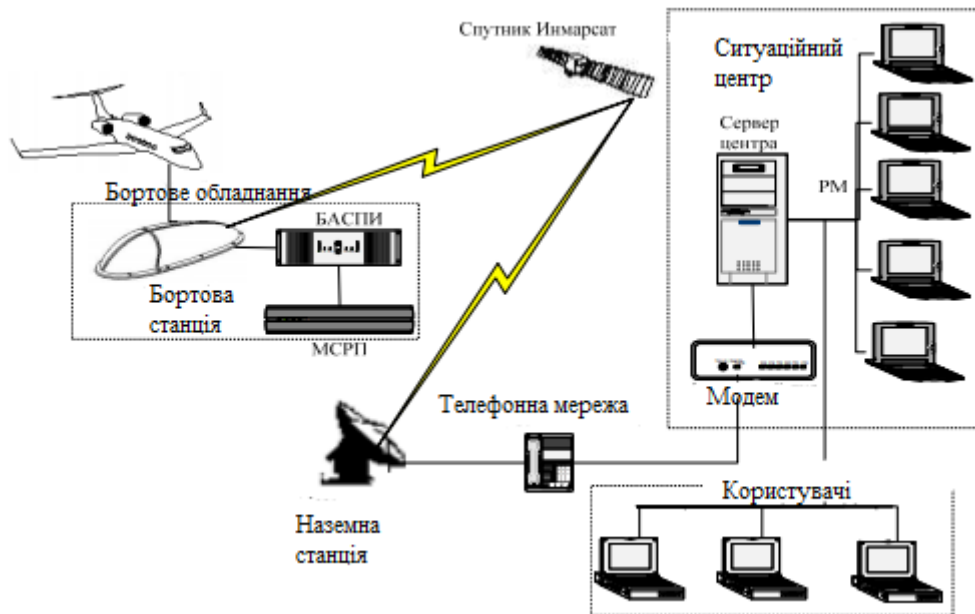 Спутник Инмарсат
Ситуаційний
центр
Сервер
центра
РМ
Бортове обладнання
БАСПИ
Бортова
станція
МСРП
Модем
Телефонна мережа
Наземна
станція
Користувачі